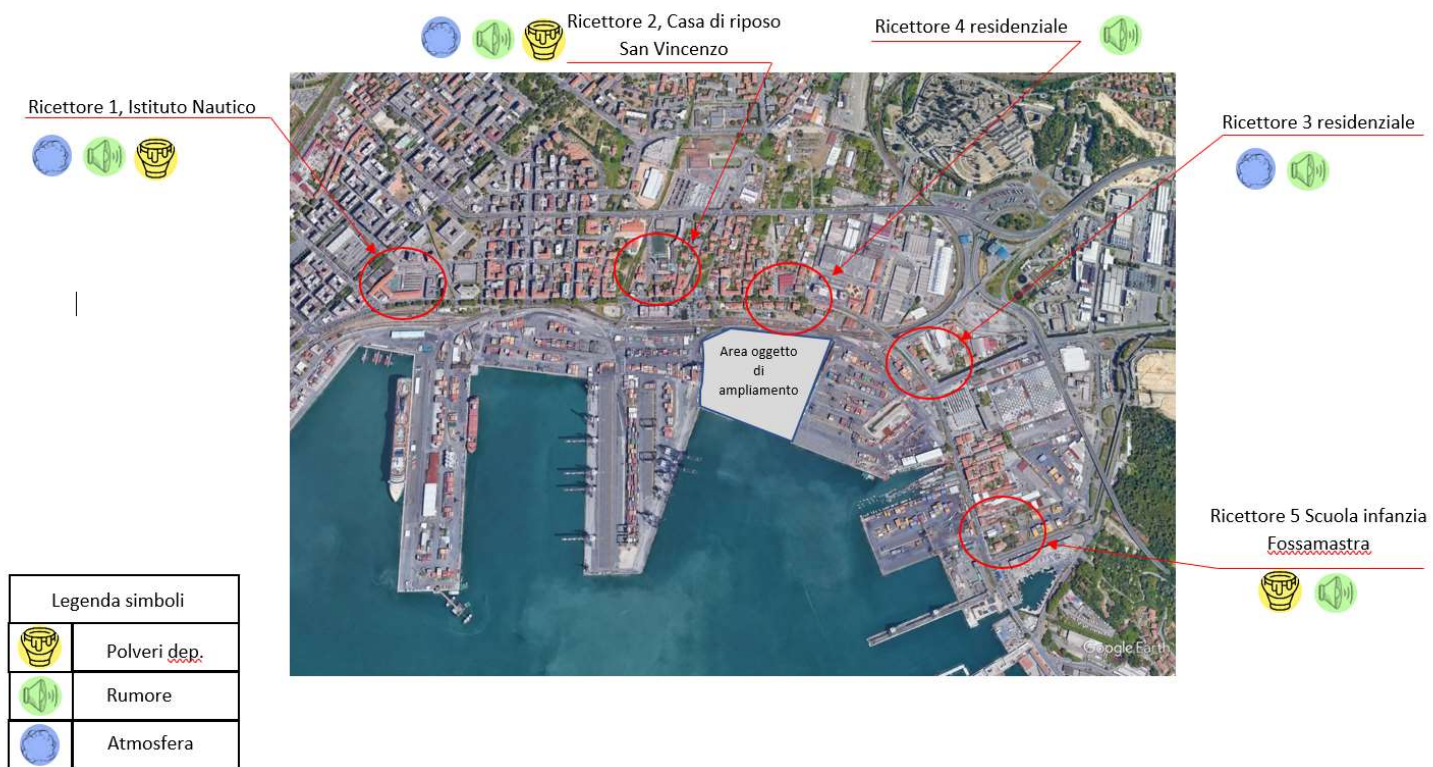 Ricettore 2, Casa di riposo
San Vincenzo
Ricettore 4 residenziale
Ricettore 1, Istituto Nautico
Ricettore 3 residenziale
Area oggetto
di
ampliamento
Ricettore 5 Scuola infanzia
Fossamastra
Google Earth
Legenda simboli
Polveri dep.
Rumore
Atmosfera